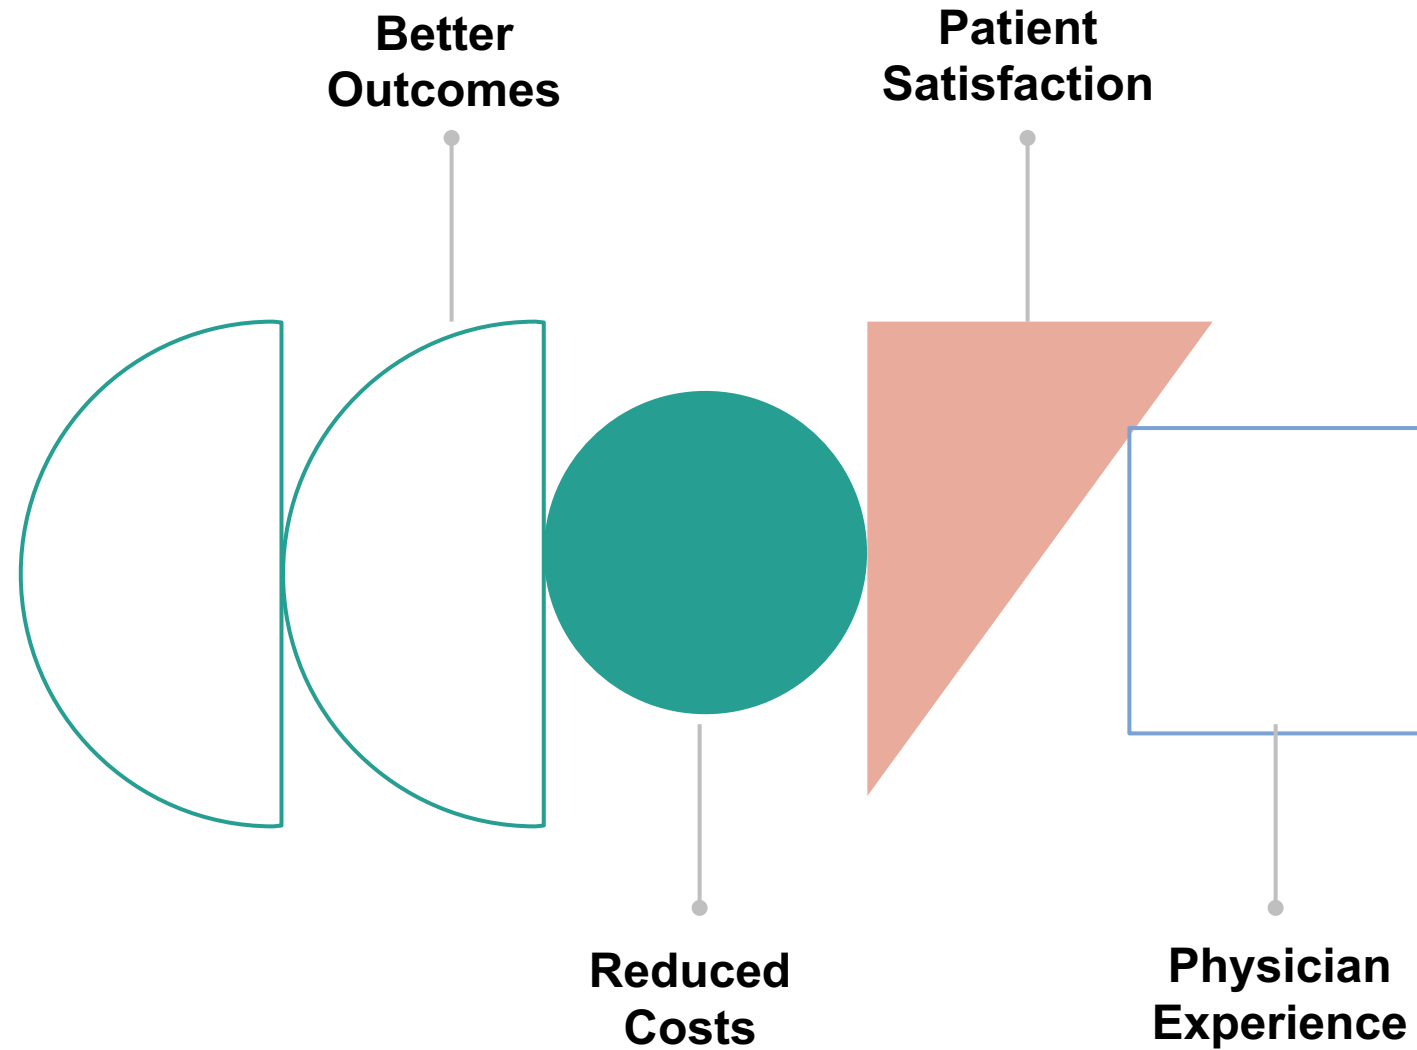 Better
Outcomes
Patient
Satisfaction
Reduced
Costs
Physician
Experience